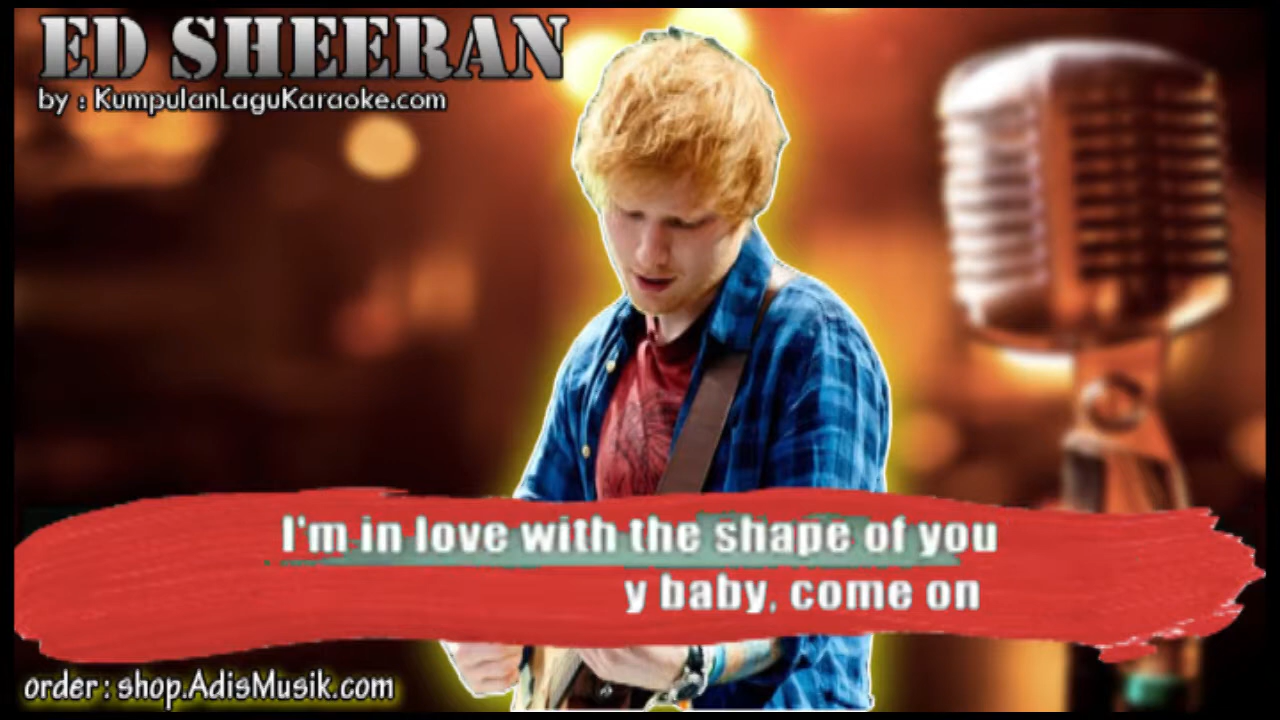 ED SHEERAN
by : KumpulanLaguKaraoke.com
I'm in love with the shape of you
y baby, come on
order : shop.AdisMusik.com